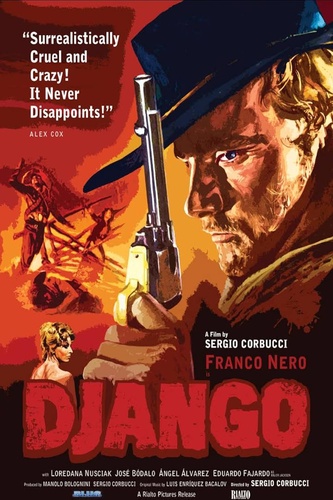 “Surrealistically
Cruel and
Crazy!
It Never
Disappoints!”
ALEX COX
A Film by
SERGIO CORBUCCI
FRANCO NERO
DJANGO
with LOREDANA NUSCIAK JOSÉ BÓDALO ÁNGEL ÁLVAREZ EDUARDO FAJARDO
Produced by MANOLO BOLOGNINI SERGIO CORBUCCI Original Music by LUIS ENRÍQUEZ BACALOV Directed by SERGIO CORBUCCI
BLUE
A Rialto Pictures Release
RIALTO